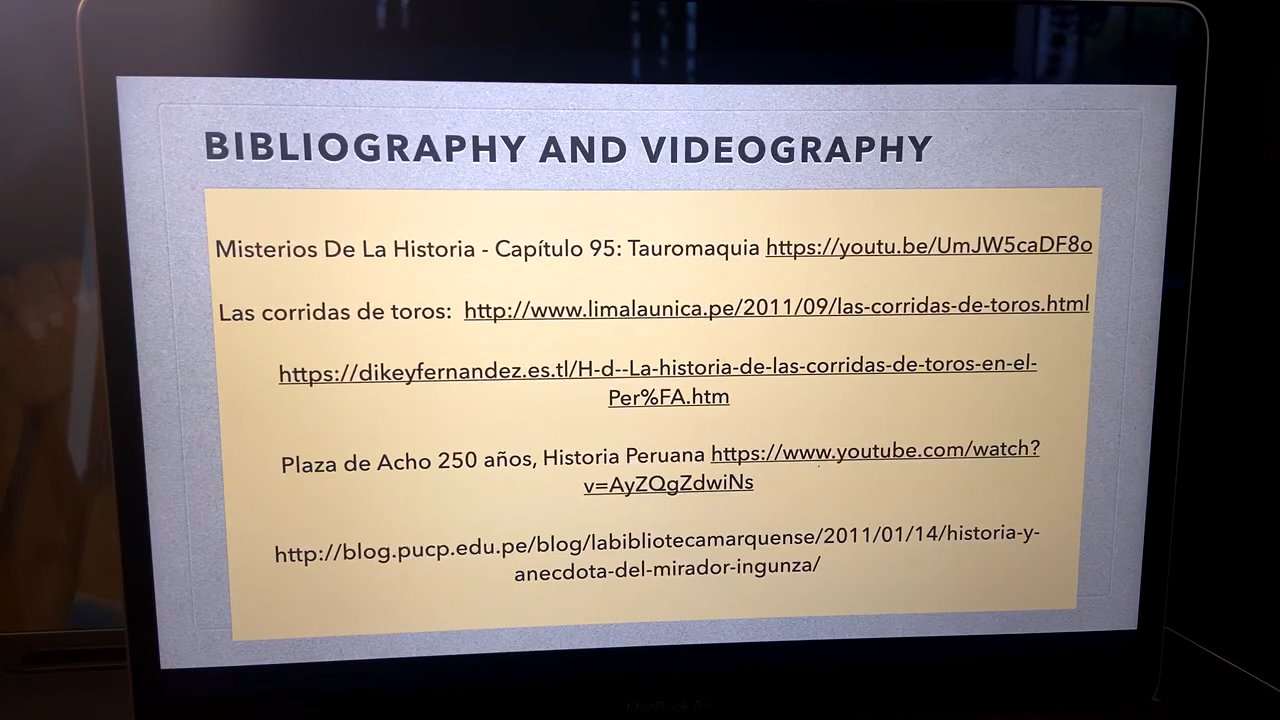 BIBLIOGRAPHY AND VIDEOGRAPHY
Misterios De La Historia - Capítulo 95: Tauromaquia https://youtu.be/UmJW5caDF8o
Las corridas de toros: http://www.limalaunica.pe/2011/09/las-corridas-de-toros.html
https://dikeyfernandez.es.tl/H-d--La-historia-de-las-corridas-de-toros-en-el-
Per%FA.htm
Plaza de Acho 250 años, Historia Peruana https://www.youtube.com/watch?
v=AyZQgZdwiNs
http://blog.pucp.edu.pe/blog/labibliotecamarquense/2011/01/14/historia-y-
anecdota-del-mirador-ingunza/
MacBook Air